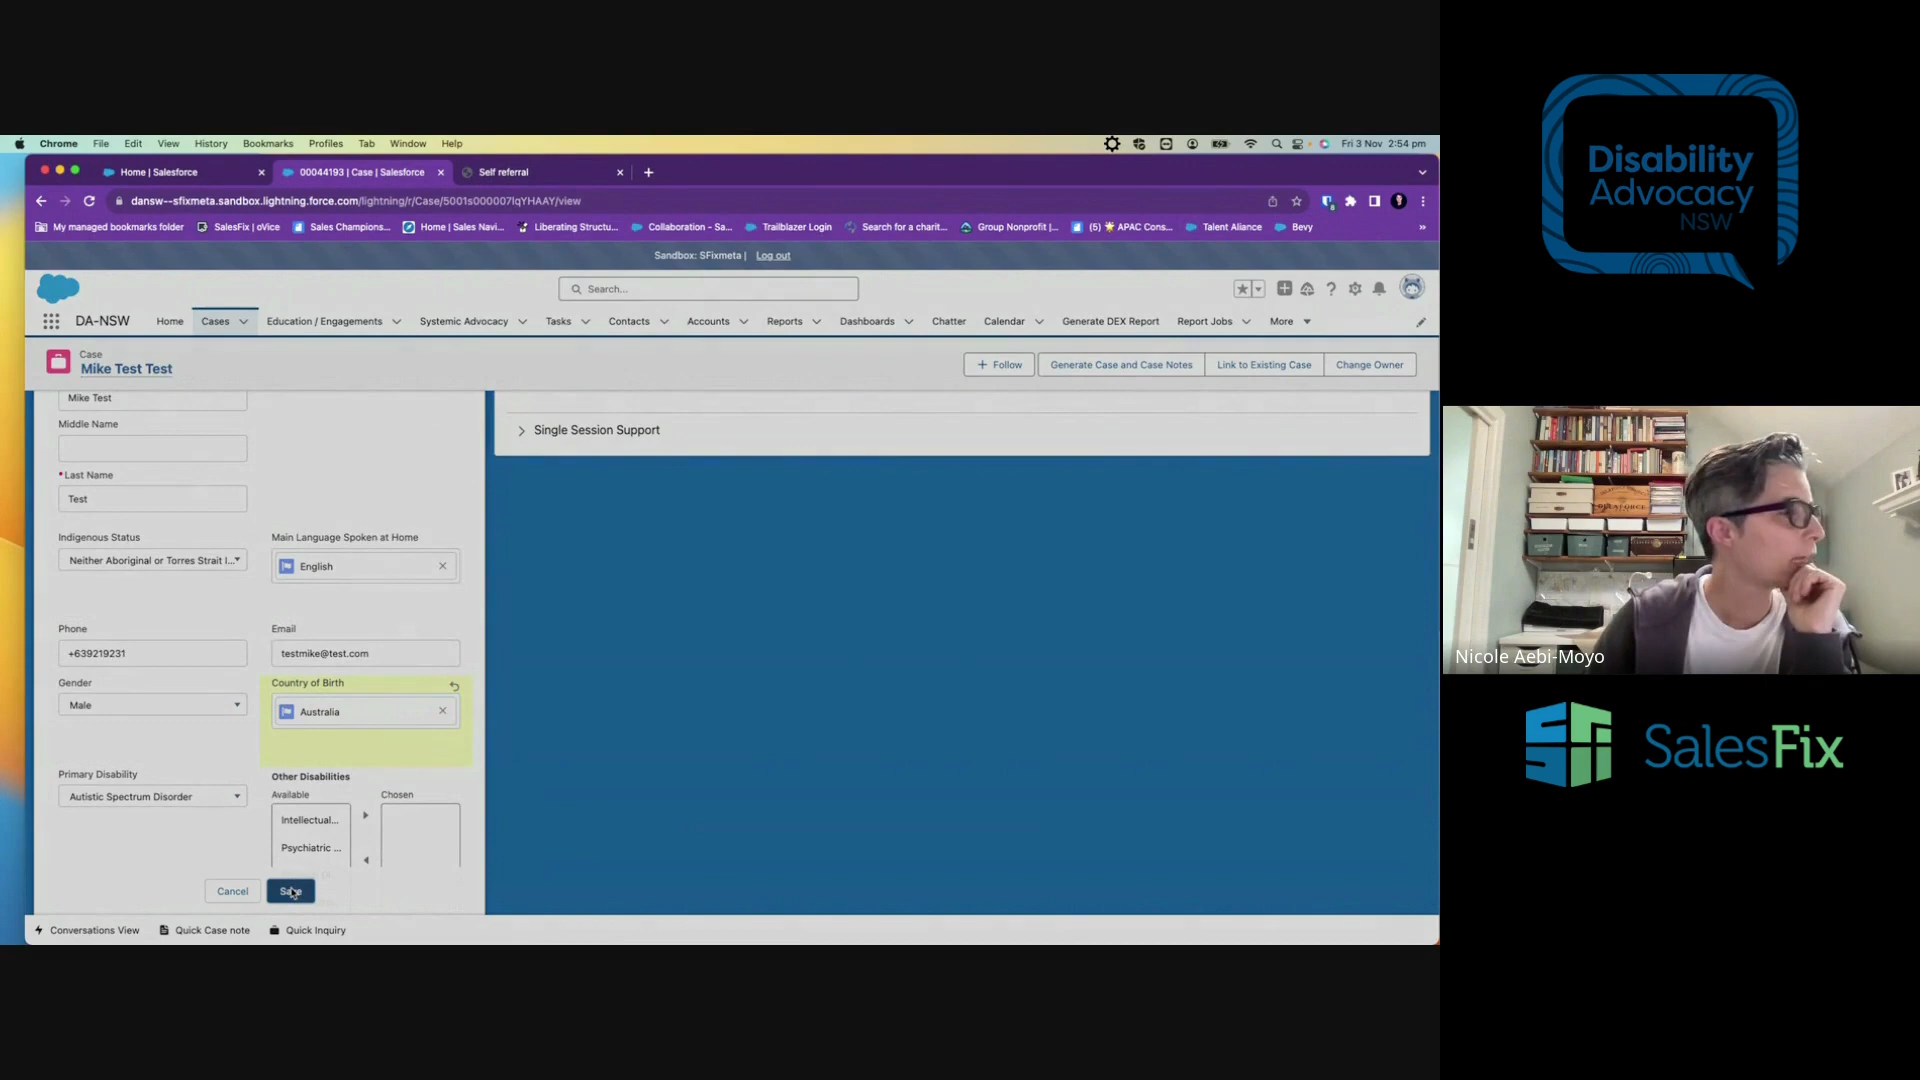 Chrome File Edit View History Bookmarks Profiles Tab Window Help
Fri 3 Nov 2:54 pm
Home | Salesforce
00044193 | Case | Salesforce
Self referral
dansw--sfixmeta.sandbox.lightning.force.com/lightning/r/Case/5001s000007IqYHAAY/view
My managed bookmarks folder
SalesFix | oVice
Sales Champions...
Home | Sales Navi...
Liberating Structu...
Collaboration - Sa...
Trailblazer Login
Search for a charit...
Group Nonprofit |...
(5) 🌟 APAC Cons...
Talent Alliance
Bevy
»
Sandbox: SFixmeta | Log out
Search...
DA-NSW
Home
Cases
Education / Engagements
Systemic Advocacy
Tasks
Contacts
Accounts
Reports
Dashboards
Chatter
Calendar
Generate DEX Report
Report Jobs
More
Case
Mike Test Test
+ Follow
Generate Case and Case Notes
Link to Existing Case
Change Owner
Mike Test
Middle Name
*Last Name
Test
Indigenous Status
Neither Aboriginal or Torres Strait I...
Main Language Spoken at Home
English
Phone
+639219231
Email
testmike@test.com
Gender
Male
Country of Birth
Australia
Primary Disability
Autistic Spectrum Disorder
Other Disabilities
Available
Chosen
Intellectual...
Psychiatric ...
Cancel
Save
Single Session Support
Conversations View
Quick Case note
Quick Inquiry
Disability
Advocacy
NSW
Nicole Aebi-Moyo
SalesFix